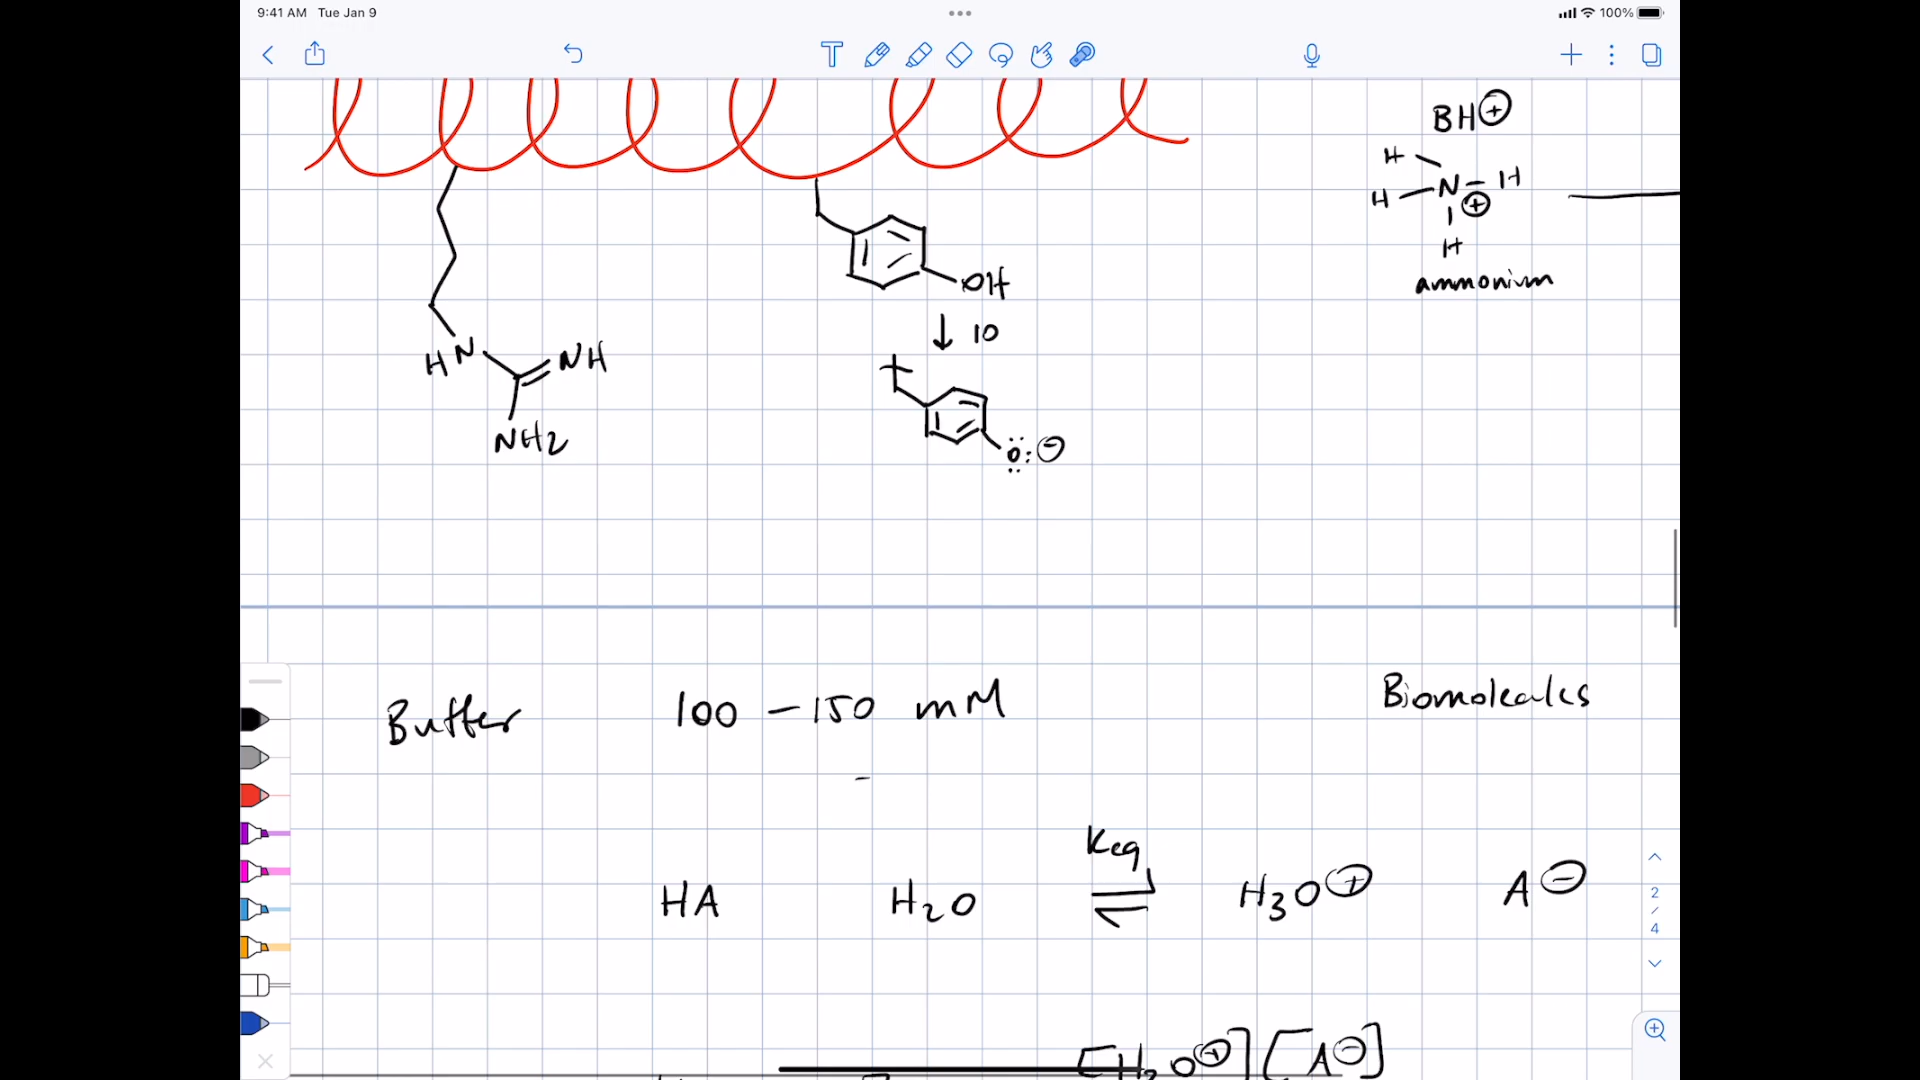 9:41 AM Tue Jan 9
100%
BH⊕
H
H N H
⊕
H
ammonium
OH
10
HN NH
NH2
O ⊖
Buffer 100 - 150 mM Biomolecules
Keq
HA H2O ⇌ H3O⊕ A⊖
2
/
4
[H3O⊕] [A⊖]